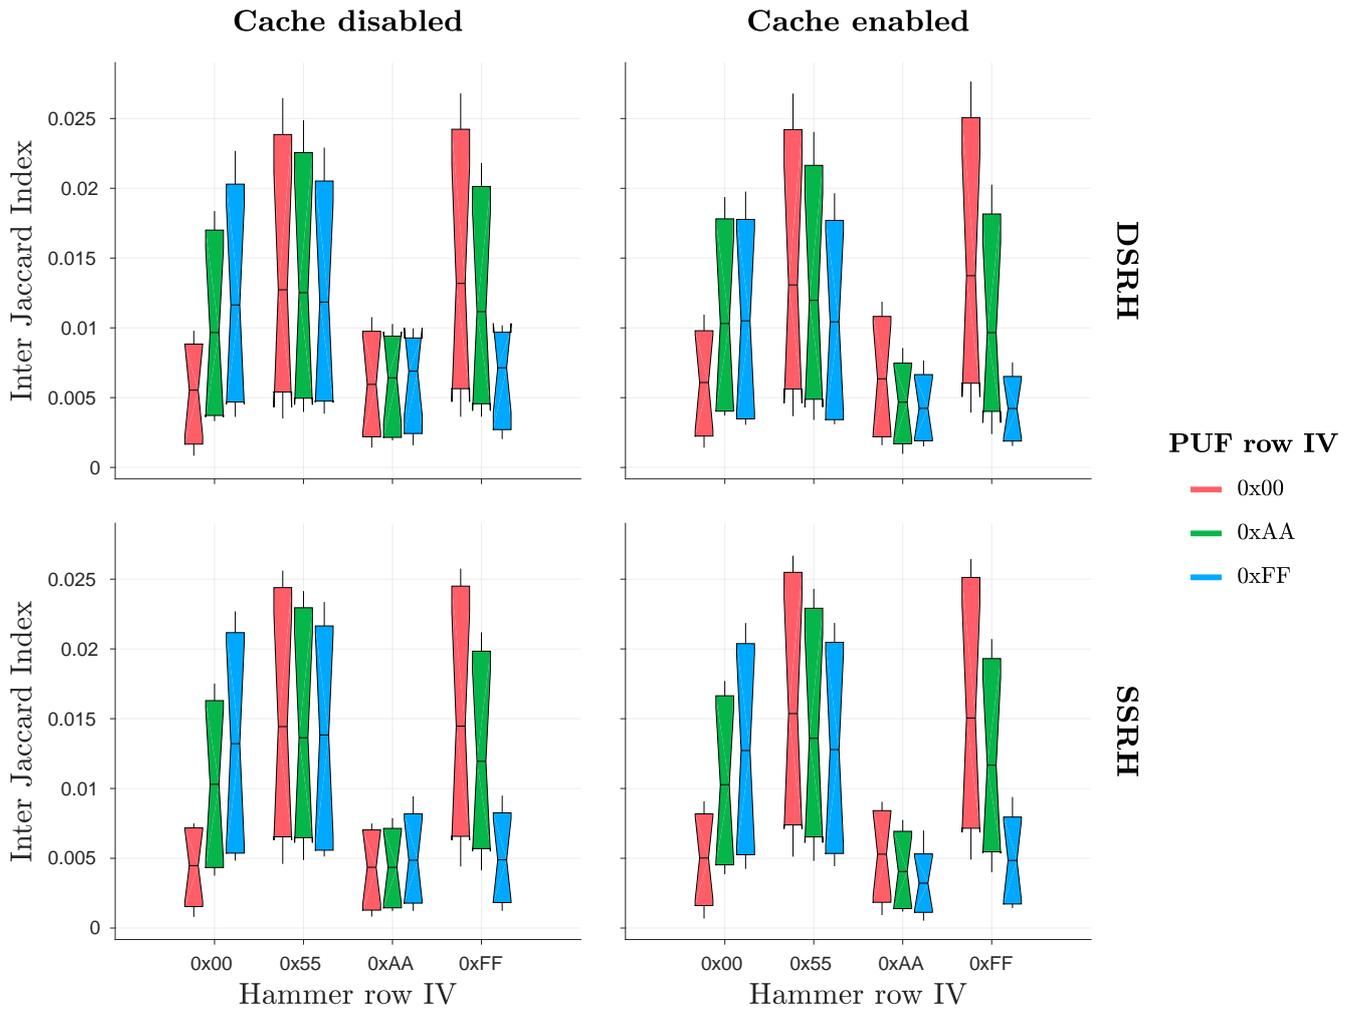 Cache disabled
Cache enabled
Inter Jaccard Index
0.025
0.02
0.015
0.01
0.005
0
DSRH
PUF row IV
0x00
0xAA
0xFF
Inter Jaccard Index
0.025
0.02
0.015
0.01
0.005
0
SSRH
0x00 0x55 0xAA 0xFF
0x00 0x55 0xAA 0xFF
Hammer row IV
Hammer row IV